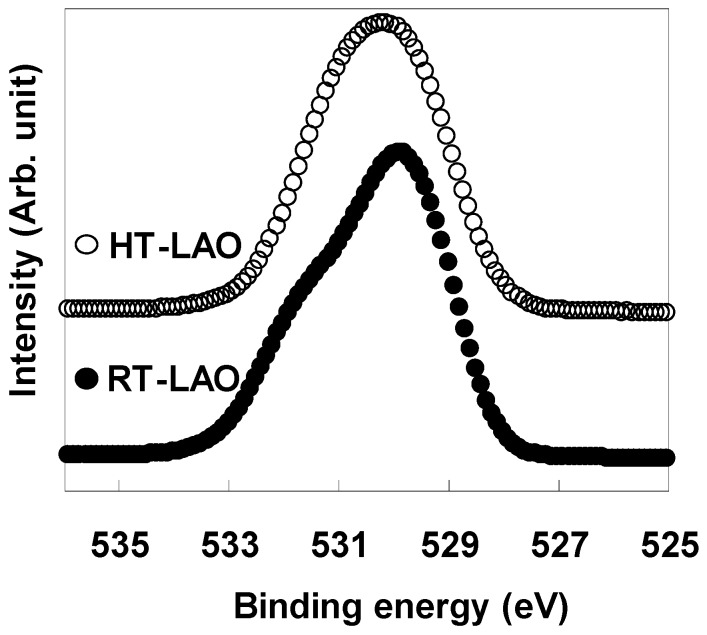 Intensity (Arb. unit)
HT-LAO
RT-LAO
535 533 531 529 527 525
Binding energy (eV)